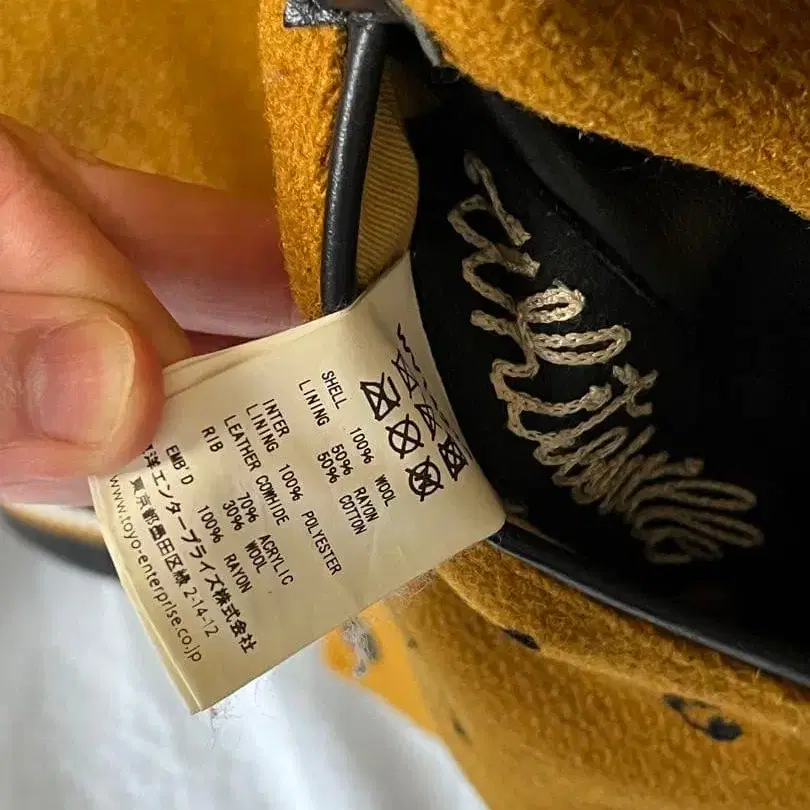 SHELL 100% WOOL
LINING 50% RAYON
50% COTTON
INTER
LINING 100% POLYESTER
LEATHER COWHIDE
RIB 70% ACRYLIC
30% WOOL
EMB'D 100% RAYON
洋エンタープライズ株式会社
東京都墨田区緑 2-14-12
www.toyo-enterprise.co.jp